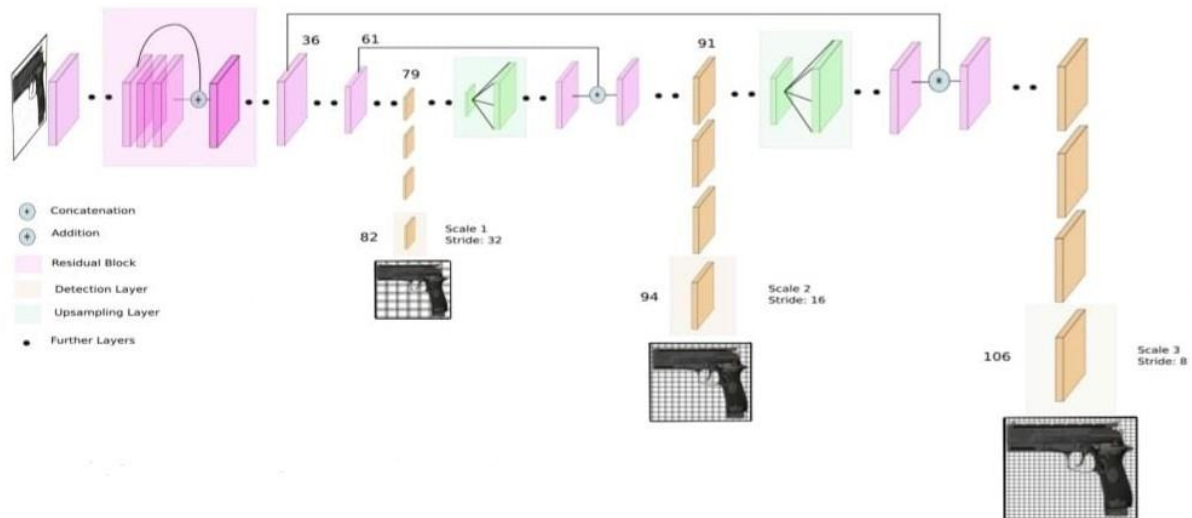 36
61
79
91
Concatenation
Addition
Residual Block
Detection Layer
Upsampling Layer
Further Layers
82
Scale 1
Stride: 32
94
Scale 2
Stride: 16
106
Scale 3
Stride: 8